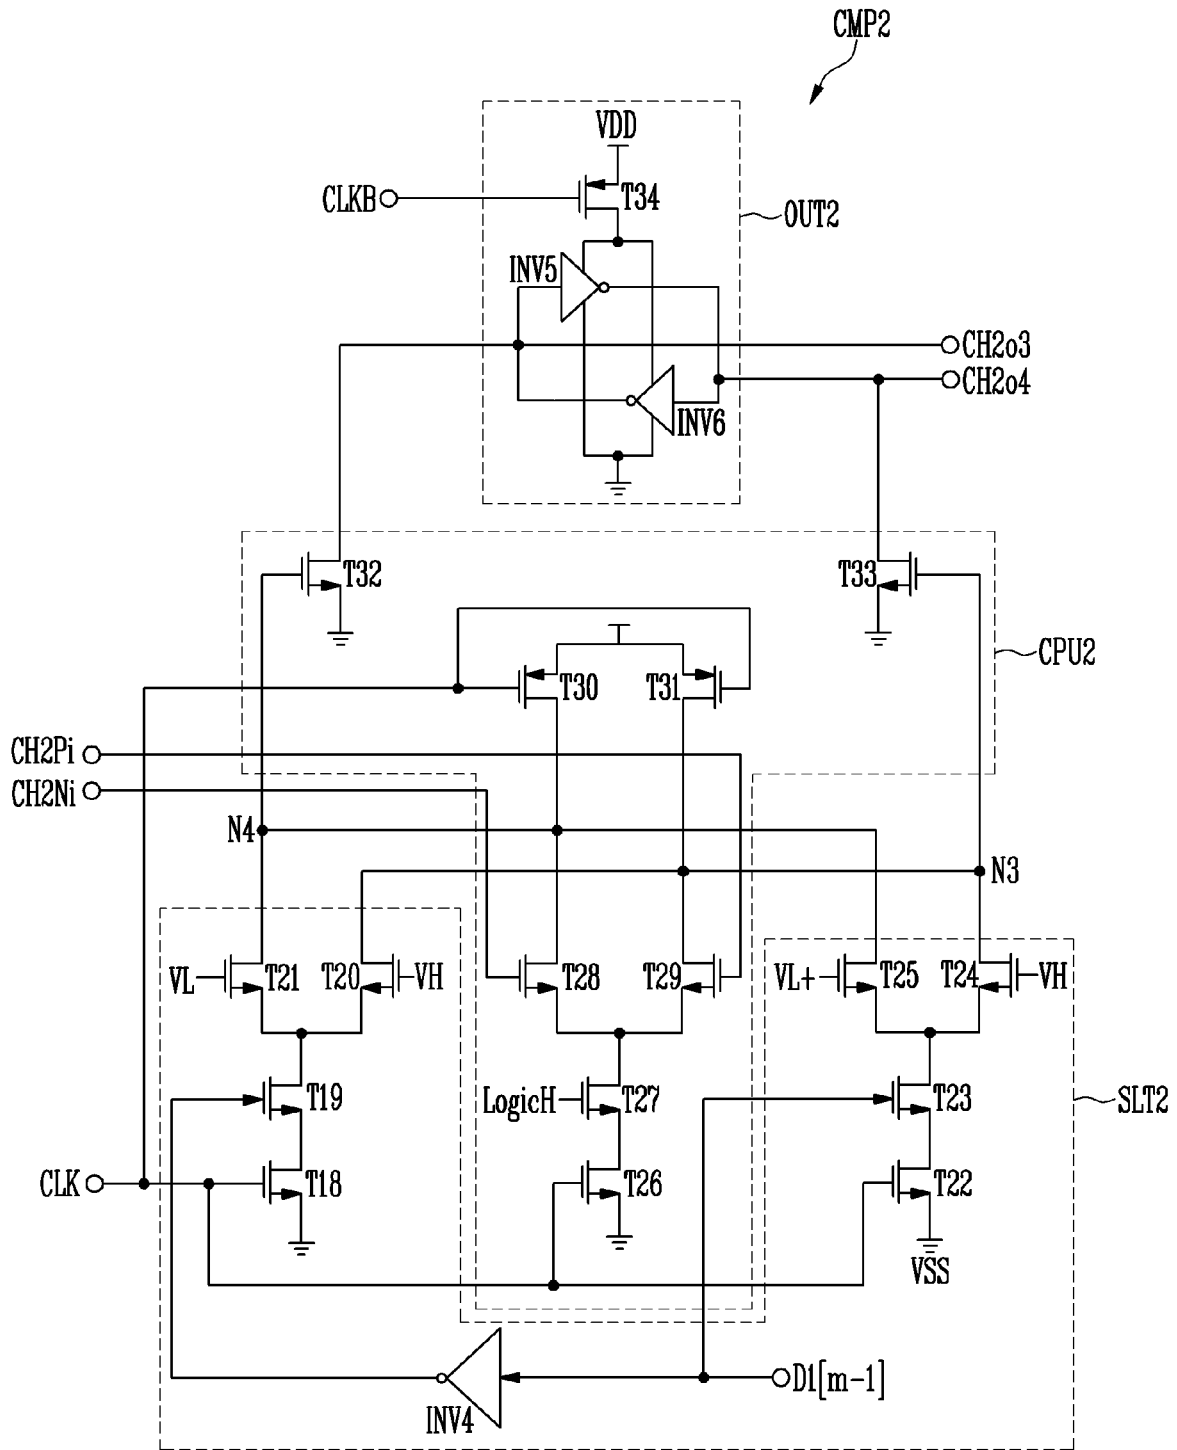 CMP2
VDD
CLKB
T34
OUT2
INV5
CH2o3
CH2o4
INV6
T32
T33
CPU2
T30
T31
CH2Pi
CH2Ni
N4
N3
VL
T21
T20
VH
T28
T29
VL+
T25
T24
VH
T19
LogicH
T27
T23
SLT2
CLK
T18
T26
T22
VSS
D1[m-1]
INV4